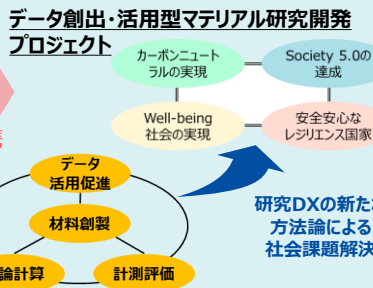 データ創出・活用型マテリアル研究開発
プロジェクト
カーボンニュート
ラルの実現
Society 5.0の
達成
Well-being
社会の実現
安全安心な
レジリエンス国家
データ
活用促進
材料創製
論計算
計測評価
研究DXの新た
方法論による
社会課題解決